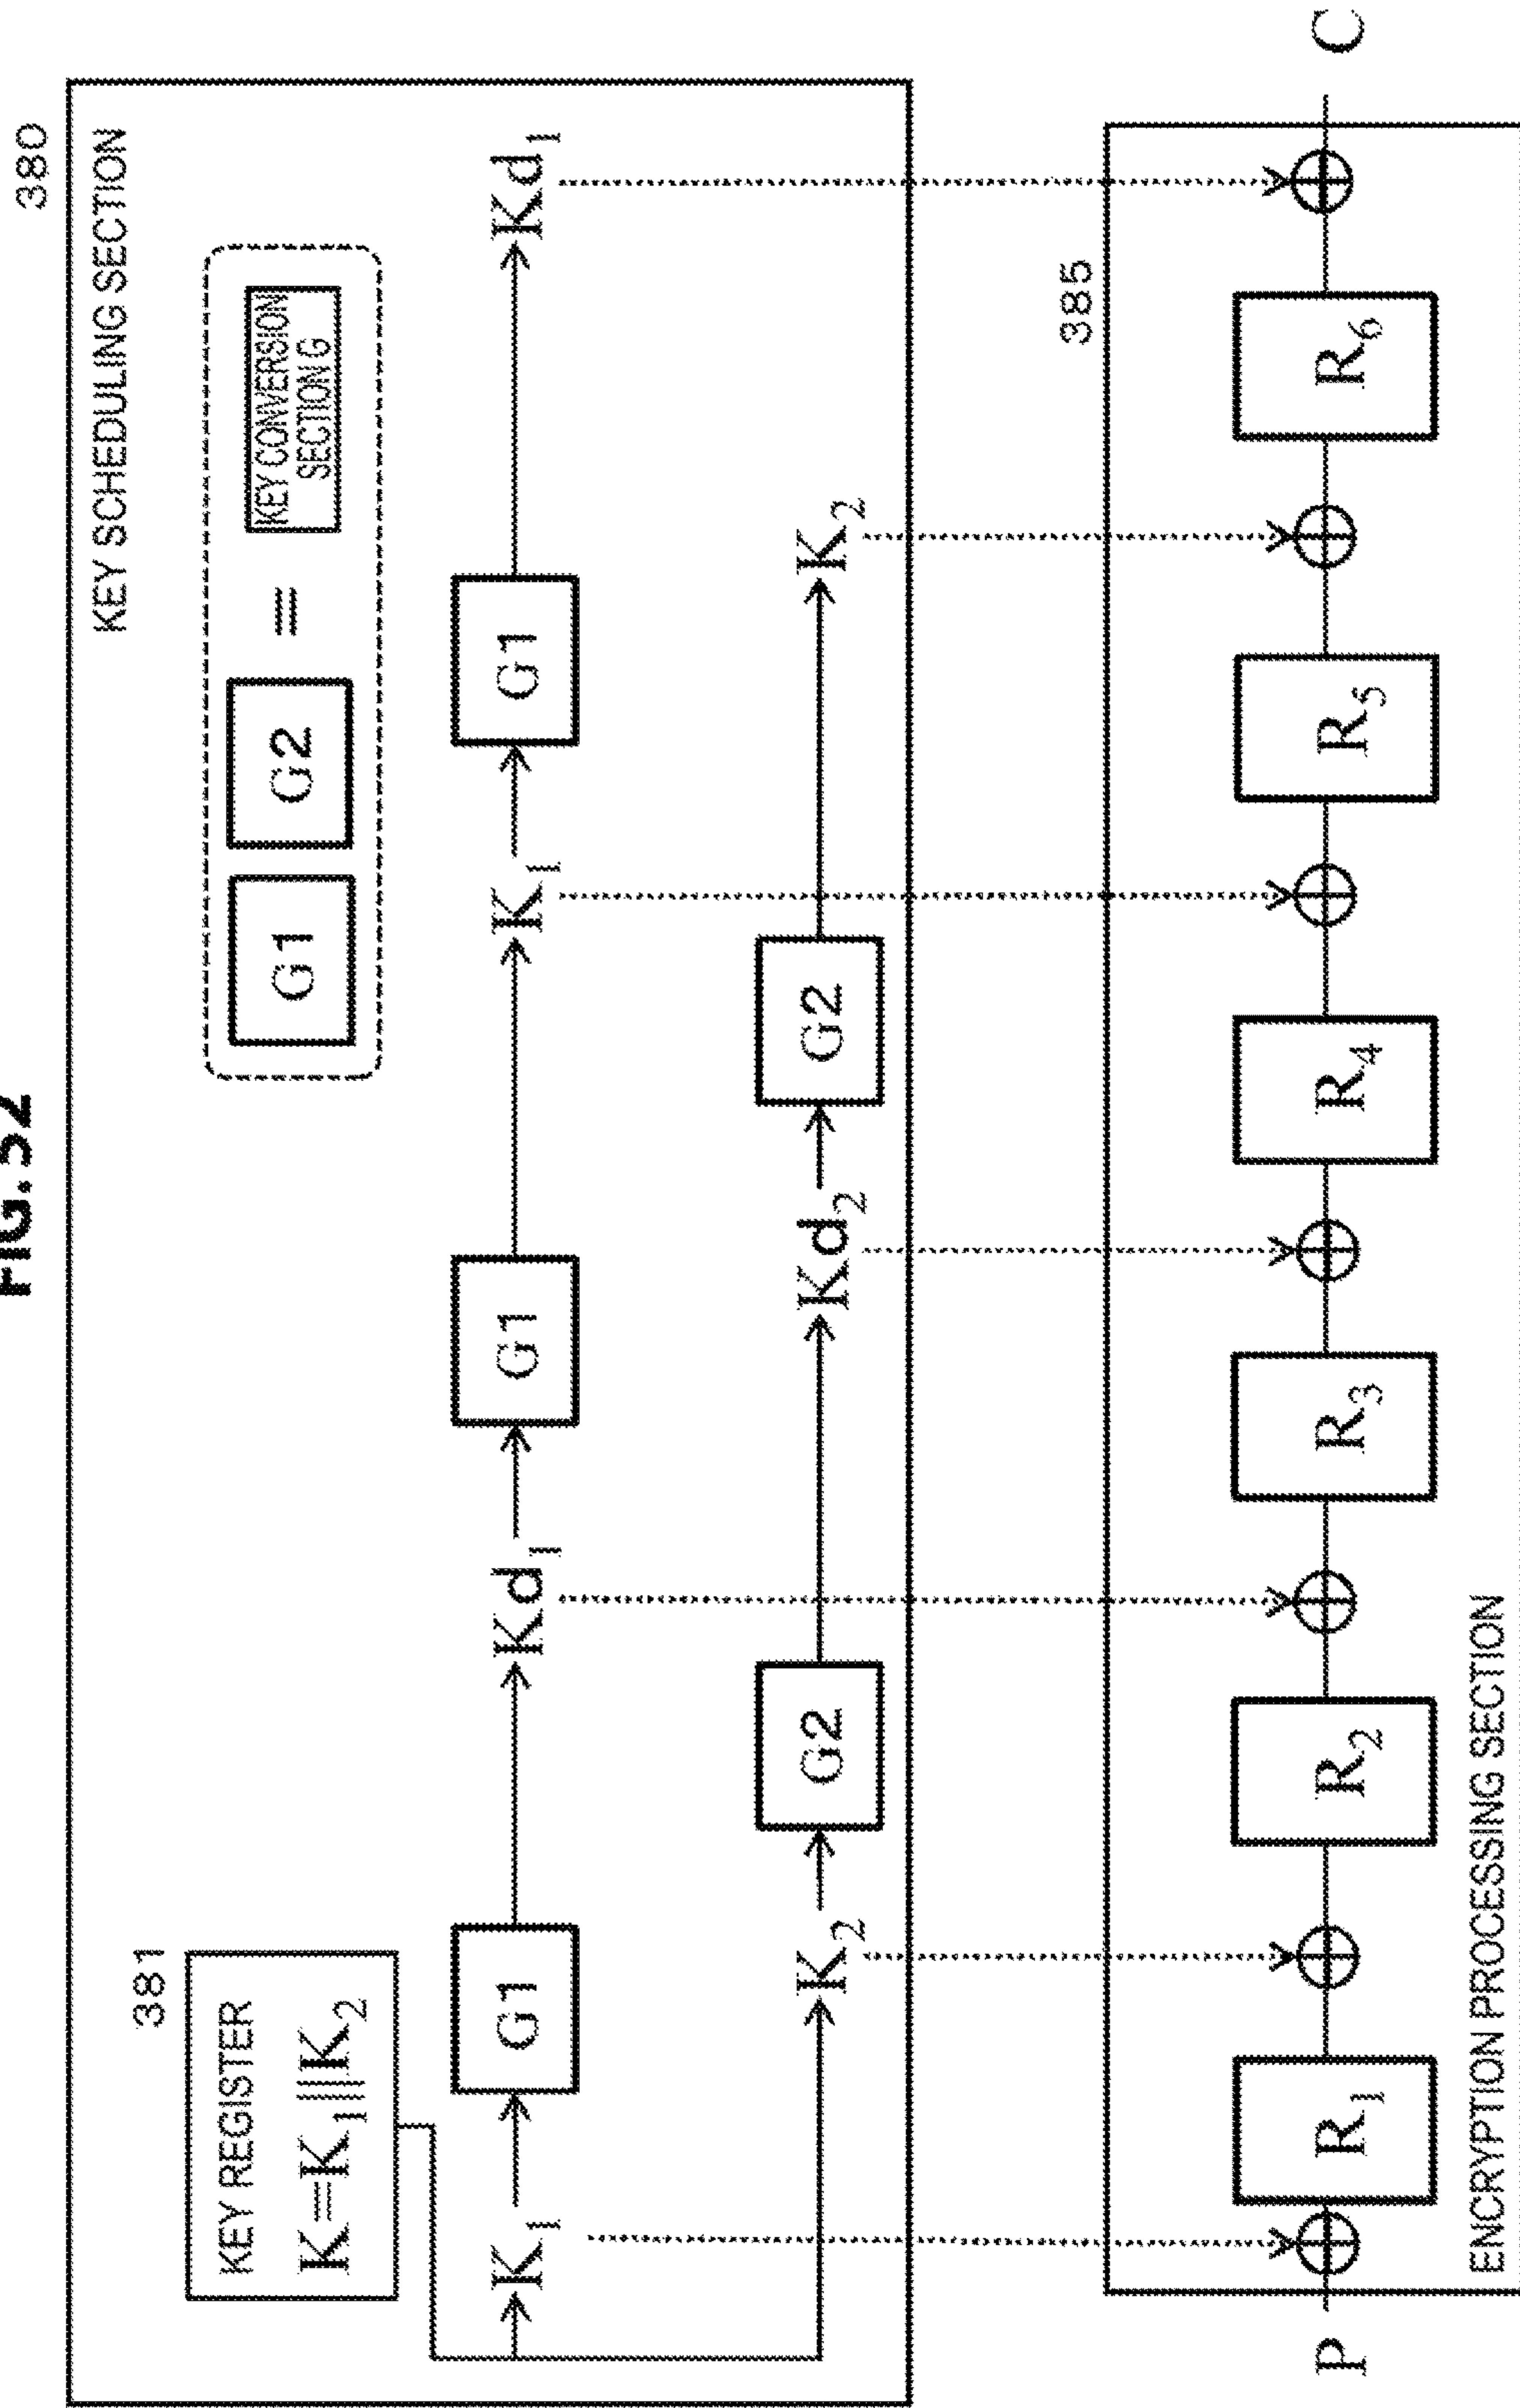 FIG. 52
380
KEY SCHEDULING SECTION
381
KEY REGISTER
K=K₁||K₂
G1 G2 = KEY CONVERSION
SECTION G
K₁ G1 Kd₁ G1 K₁ G1 Kd₁
K₂ G2 Kd₂ G2 K₂
385
P R₁ R₂ R₃ R₄ R₅ R₆ C
ENCRYPTION PROCESSING SECTION